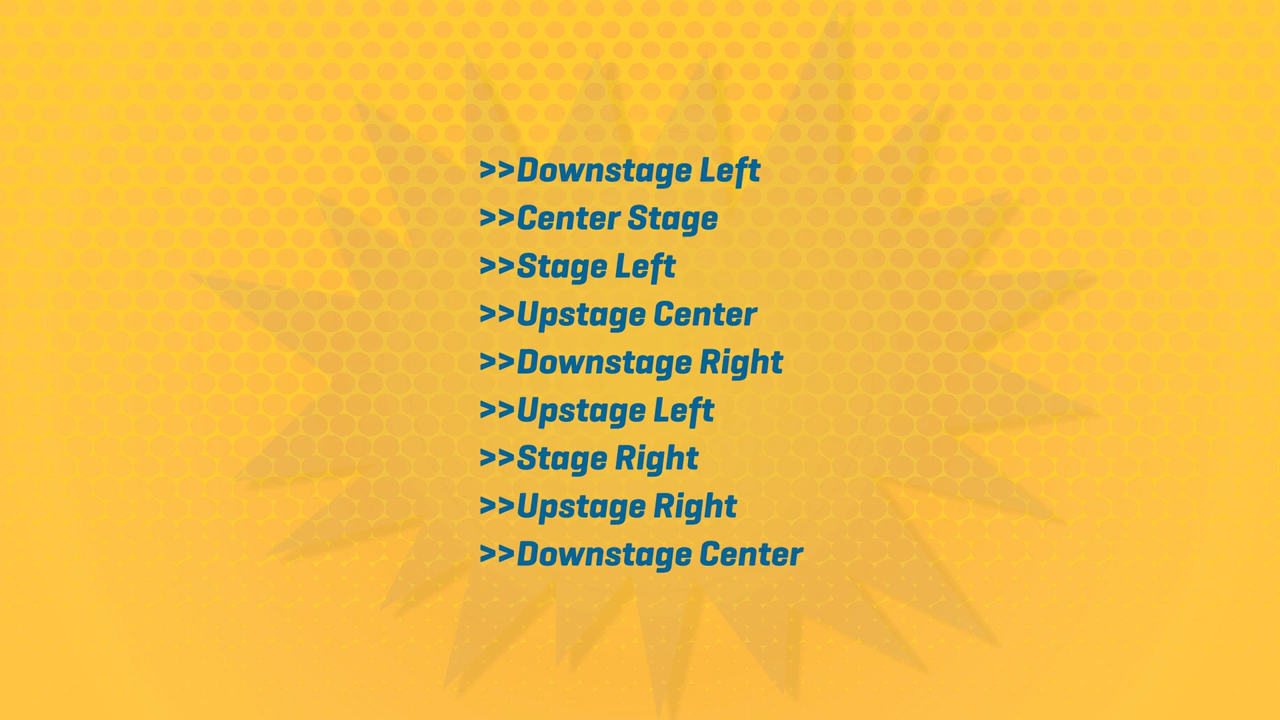 >>Downstage Left
>>Center Stage
>>Stage Left
>>Upstage Center
>>Downstage Right
>>Upstage Left
>>Stage Right
>>Upstage Right
>>Downstage Center